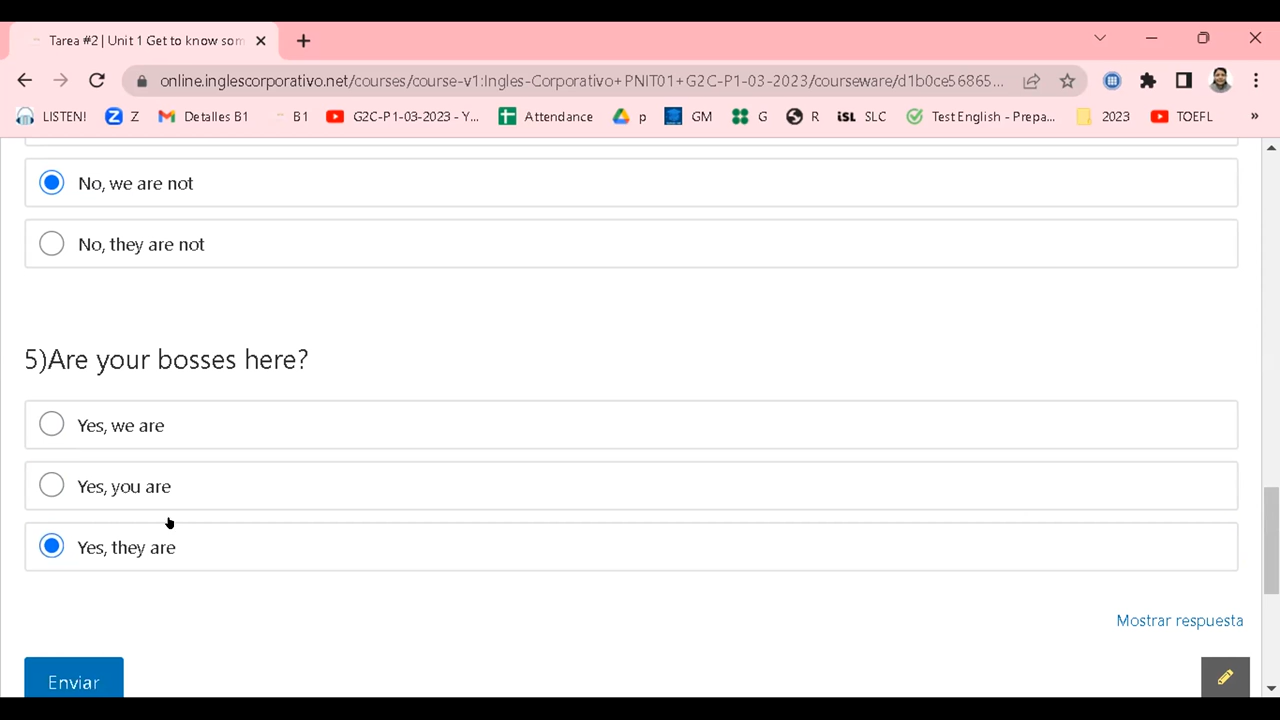 Tarea #2 | Unit 1 Get to know som
online.inglescorporativo.net/courses/course-v1:Ingles-Corporativo+PNIT01+G2C-P1-03-2023/courseware/d1b0ce56865...
LISTEN! Z Detalles B1 B1 G2C-P1-03-2023 - Y... Attendance p GM G R iSL SLC Test English - Prepa... 2023 TOEFL »
No, we are not
No, they are not
5)Are your bosses here?
Yes, we are
Yes, you are
Yes, they are
Mostrar respuesta
Enviar